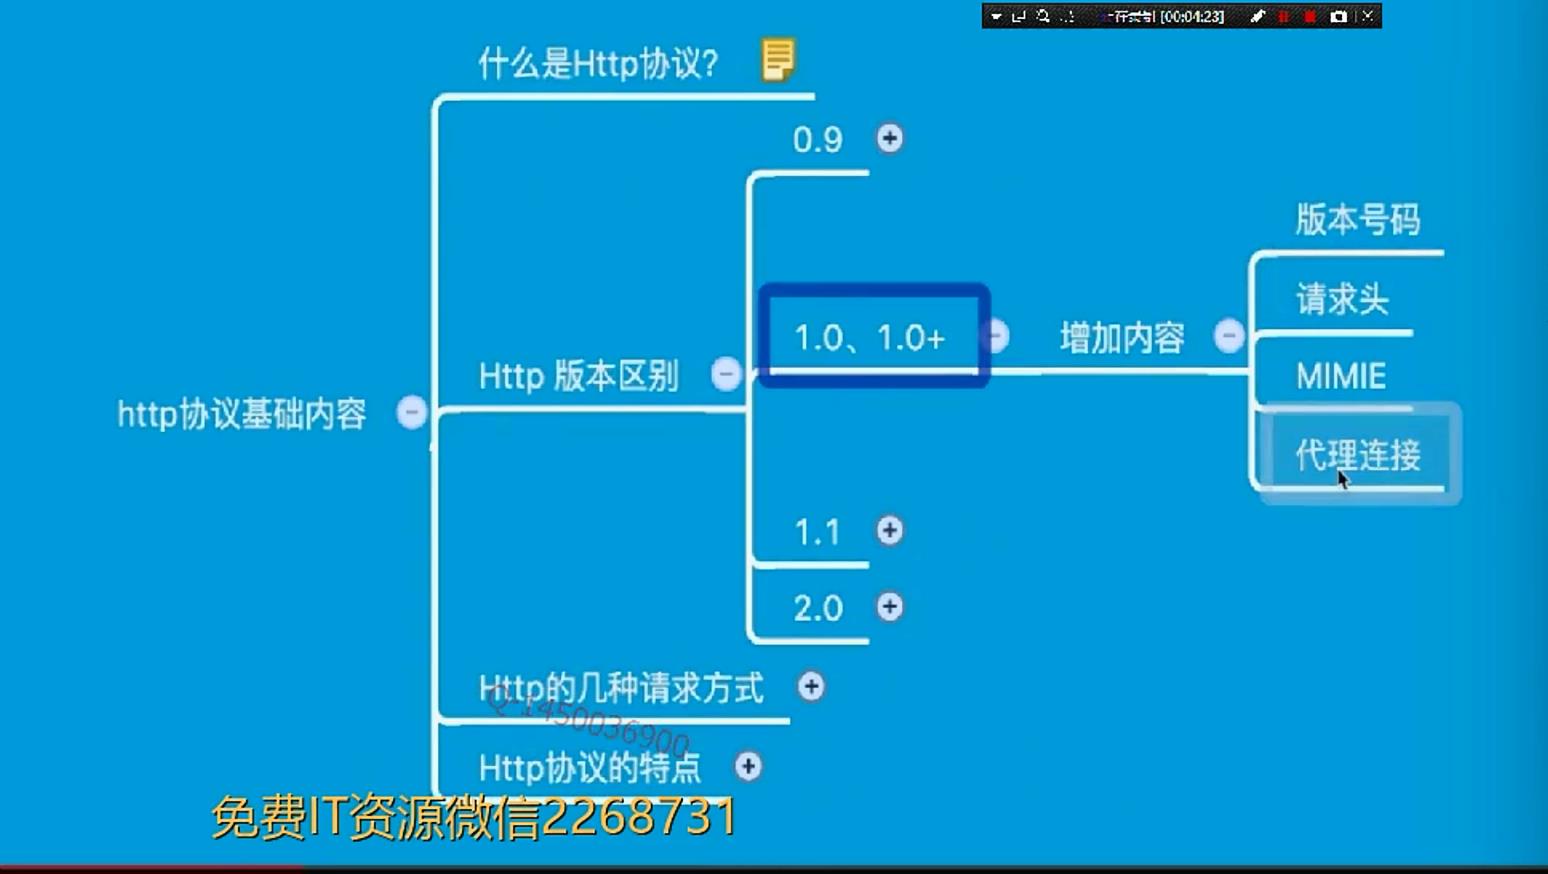 [00:04:23]
什么是Http协议?
0.9
版本号码
请求头
1.0、1.0+
增加内容
MIMIE
Http 版本区别
http协议基础内容
代理连接
1.1
2.0
Http的几种请求方式
Q-1450036900
Http协议的特点
免费IT资源微信2268731